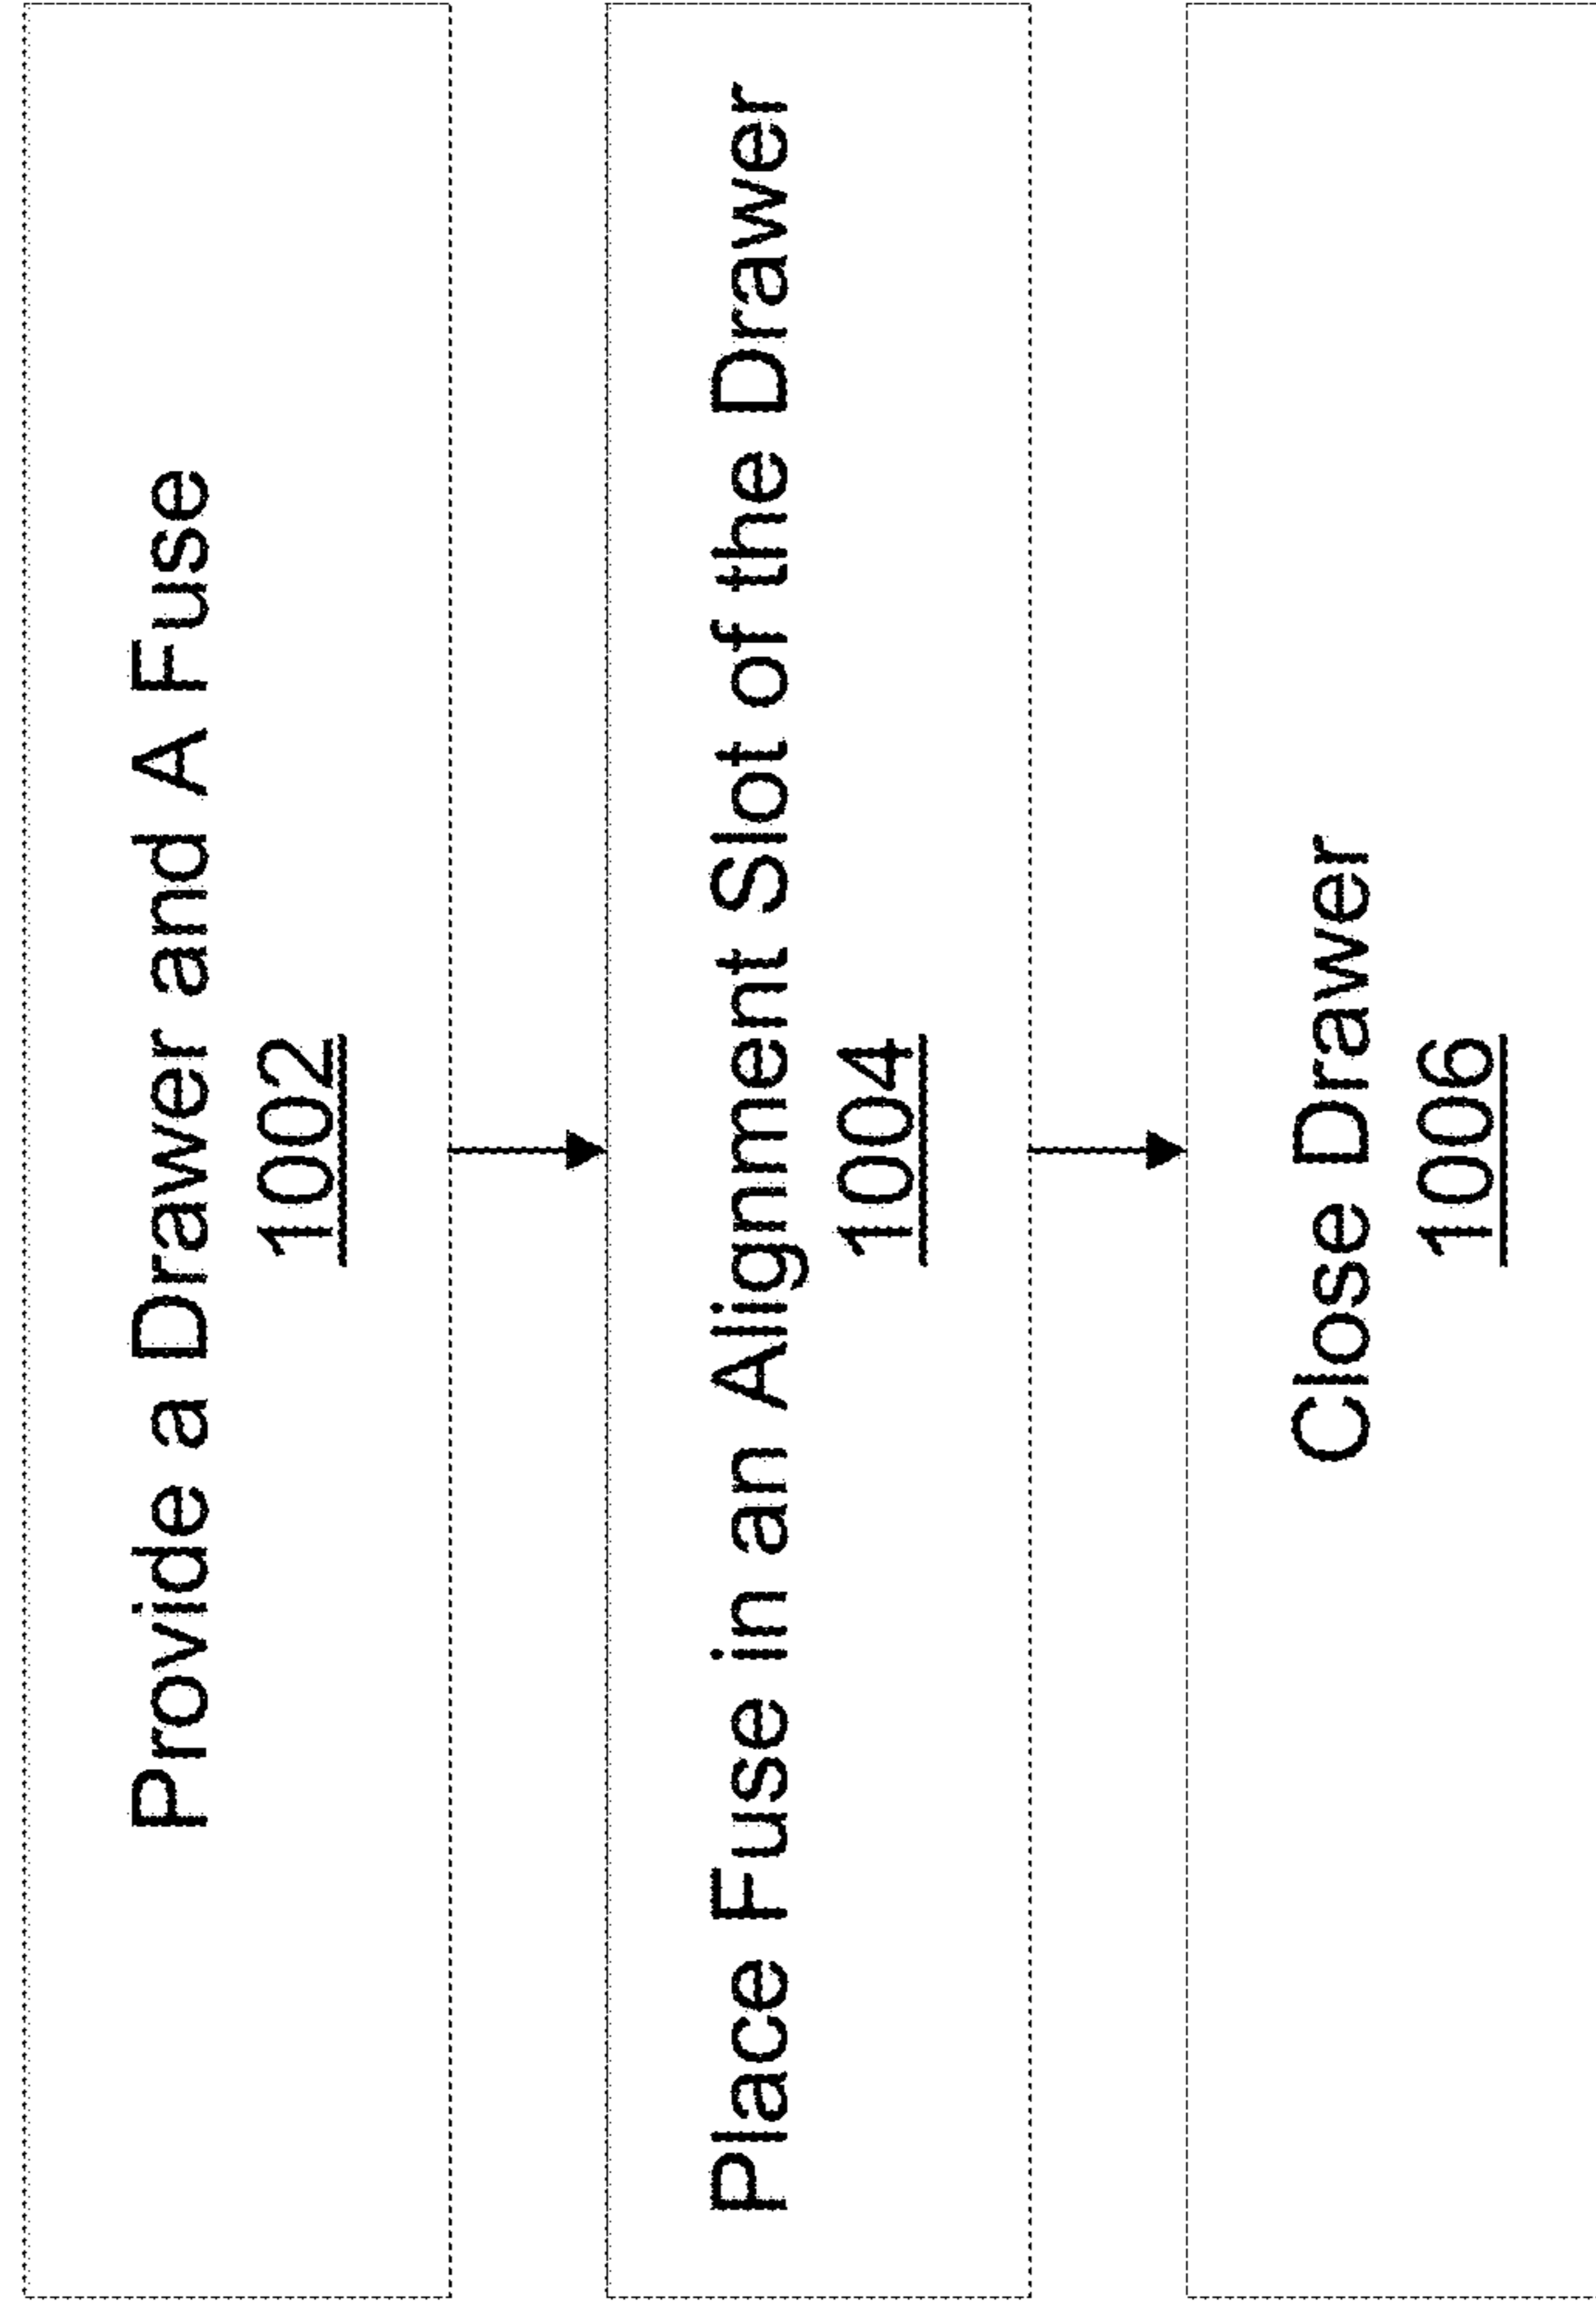 Provide a Drawer and A Fuse
1002
Place Fuse in an Alignment Slot of the Drawer
1004
Close Drawer
1006